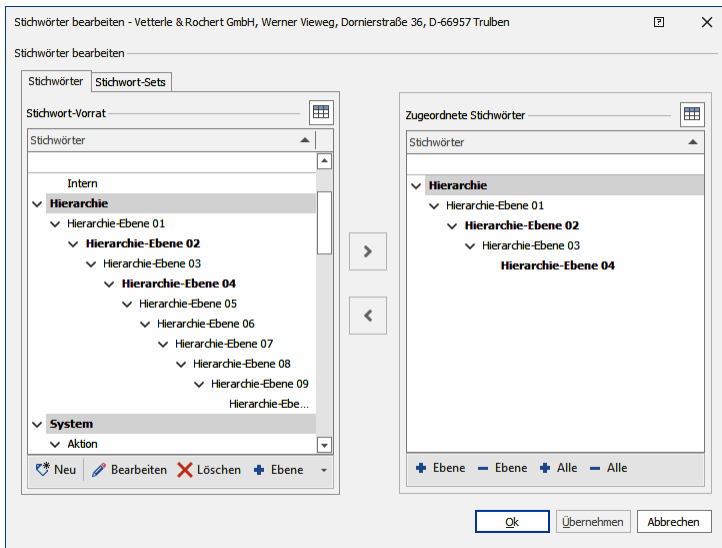 Stichwörter bearbeiten - Vetterle & Rochert GmbH, Werner Vieweg, Dornierstraße 36, D-66957 Trulben
Stichwörter bearbeiten
Stichwörter
Stichwort-Sets
Stichwort-Vorrat
Stichwörter
Intern
Hierarchie
Hierarchie-Ebene 01
Hierarchie-Ebene 02
Hierarchie-Ebene 03
Hierarchie-Ebene 04
Hierarchie-Ebene 05
Hierarchie-Ebene 06
Hierarchie-Ebene 07
Hierarchie-Ebene 08
Hierarchie-Ebene 09
Hierarchie-Ebe...
System
Aktion
Neu Bearbeiten Löschen Ebene
Zugeordnete Stichwörter
Stichwörter
Hierarchie
Hierarchie-Ebene 01
Hierarchie-Ebene 02
Hierarchie-Ebene 03
Hierarchie-Ebene 04
Ebene Ebene Alle Alle
Ok Übernehmen Abbrechen